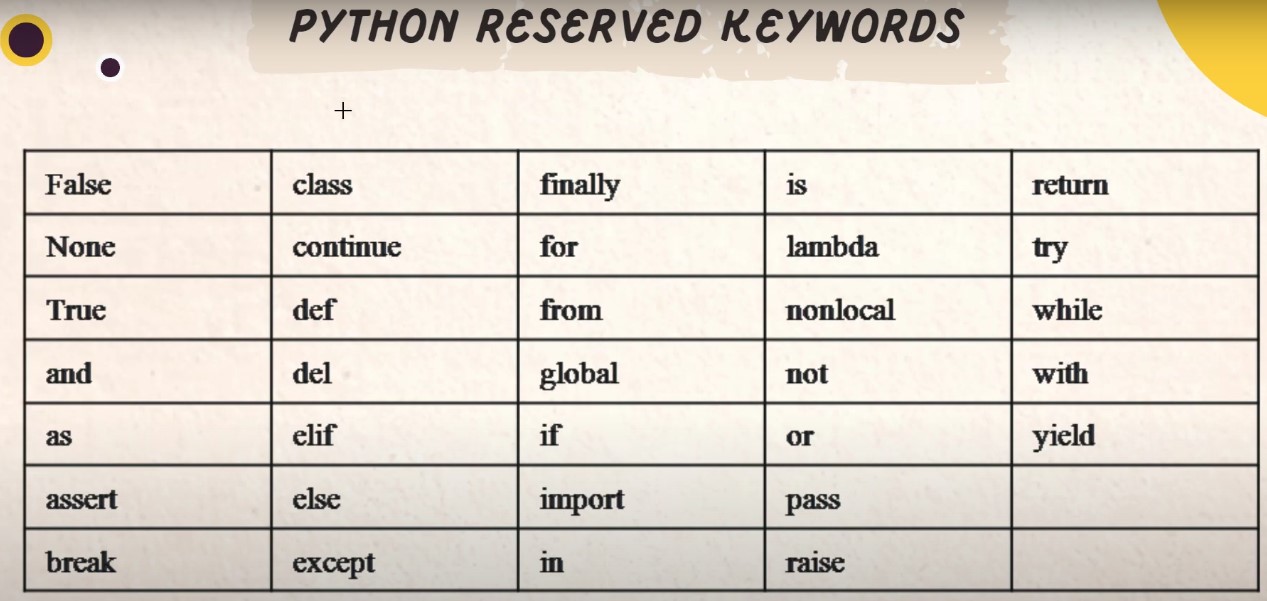 PYTHON RESERVED KEYWORDS
False class finally is return
None continue for lambda try
True def from nonlocal while
and del global not with
as elif if or yield
assert else import pass
break except in raise